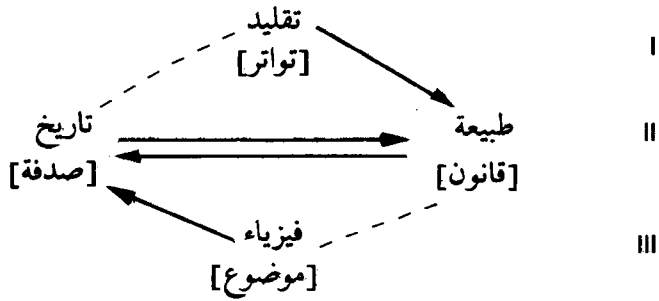 تقليد
[تواتر]
I
طبيعة
تاريخ
II
[قانون]
[صدفة]
فيزياء
III
[موضوع]